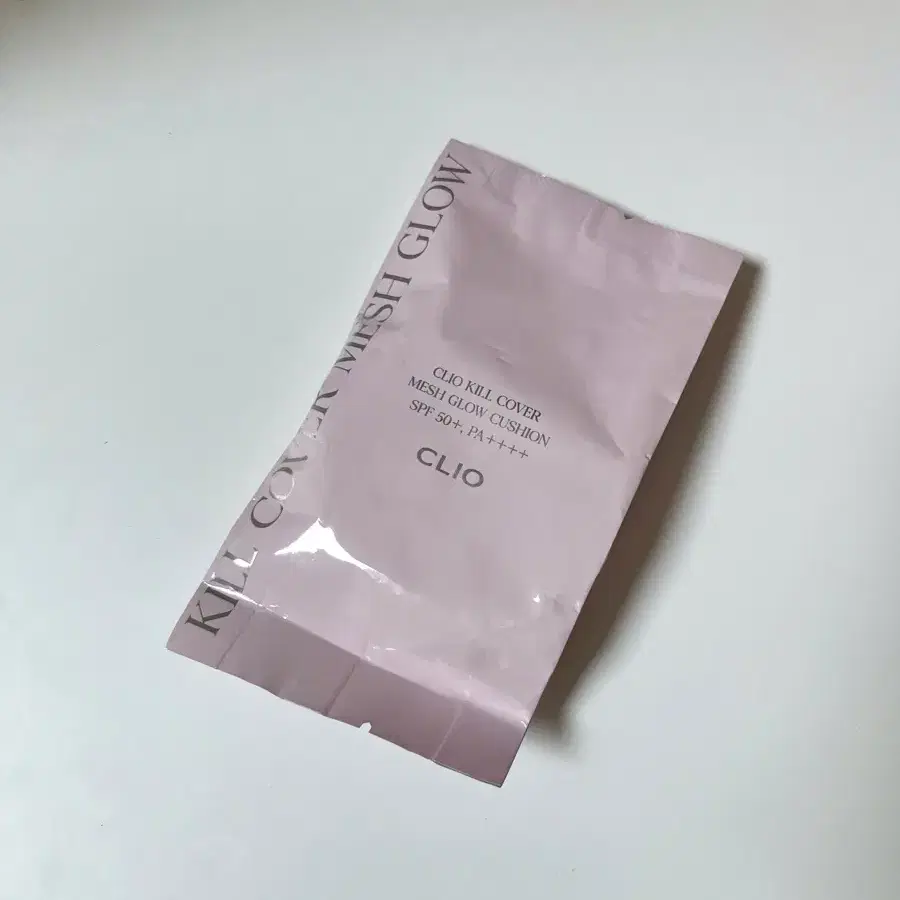 KILL COVER MESH GLOW
CLIO KILL COVER
MESH GLOW CUSHION
SPF 50+, PA++++
CLIO